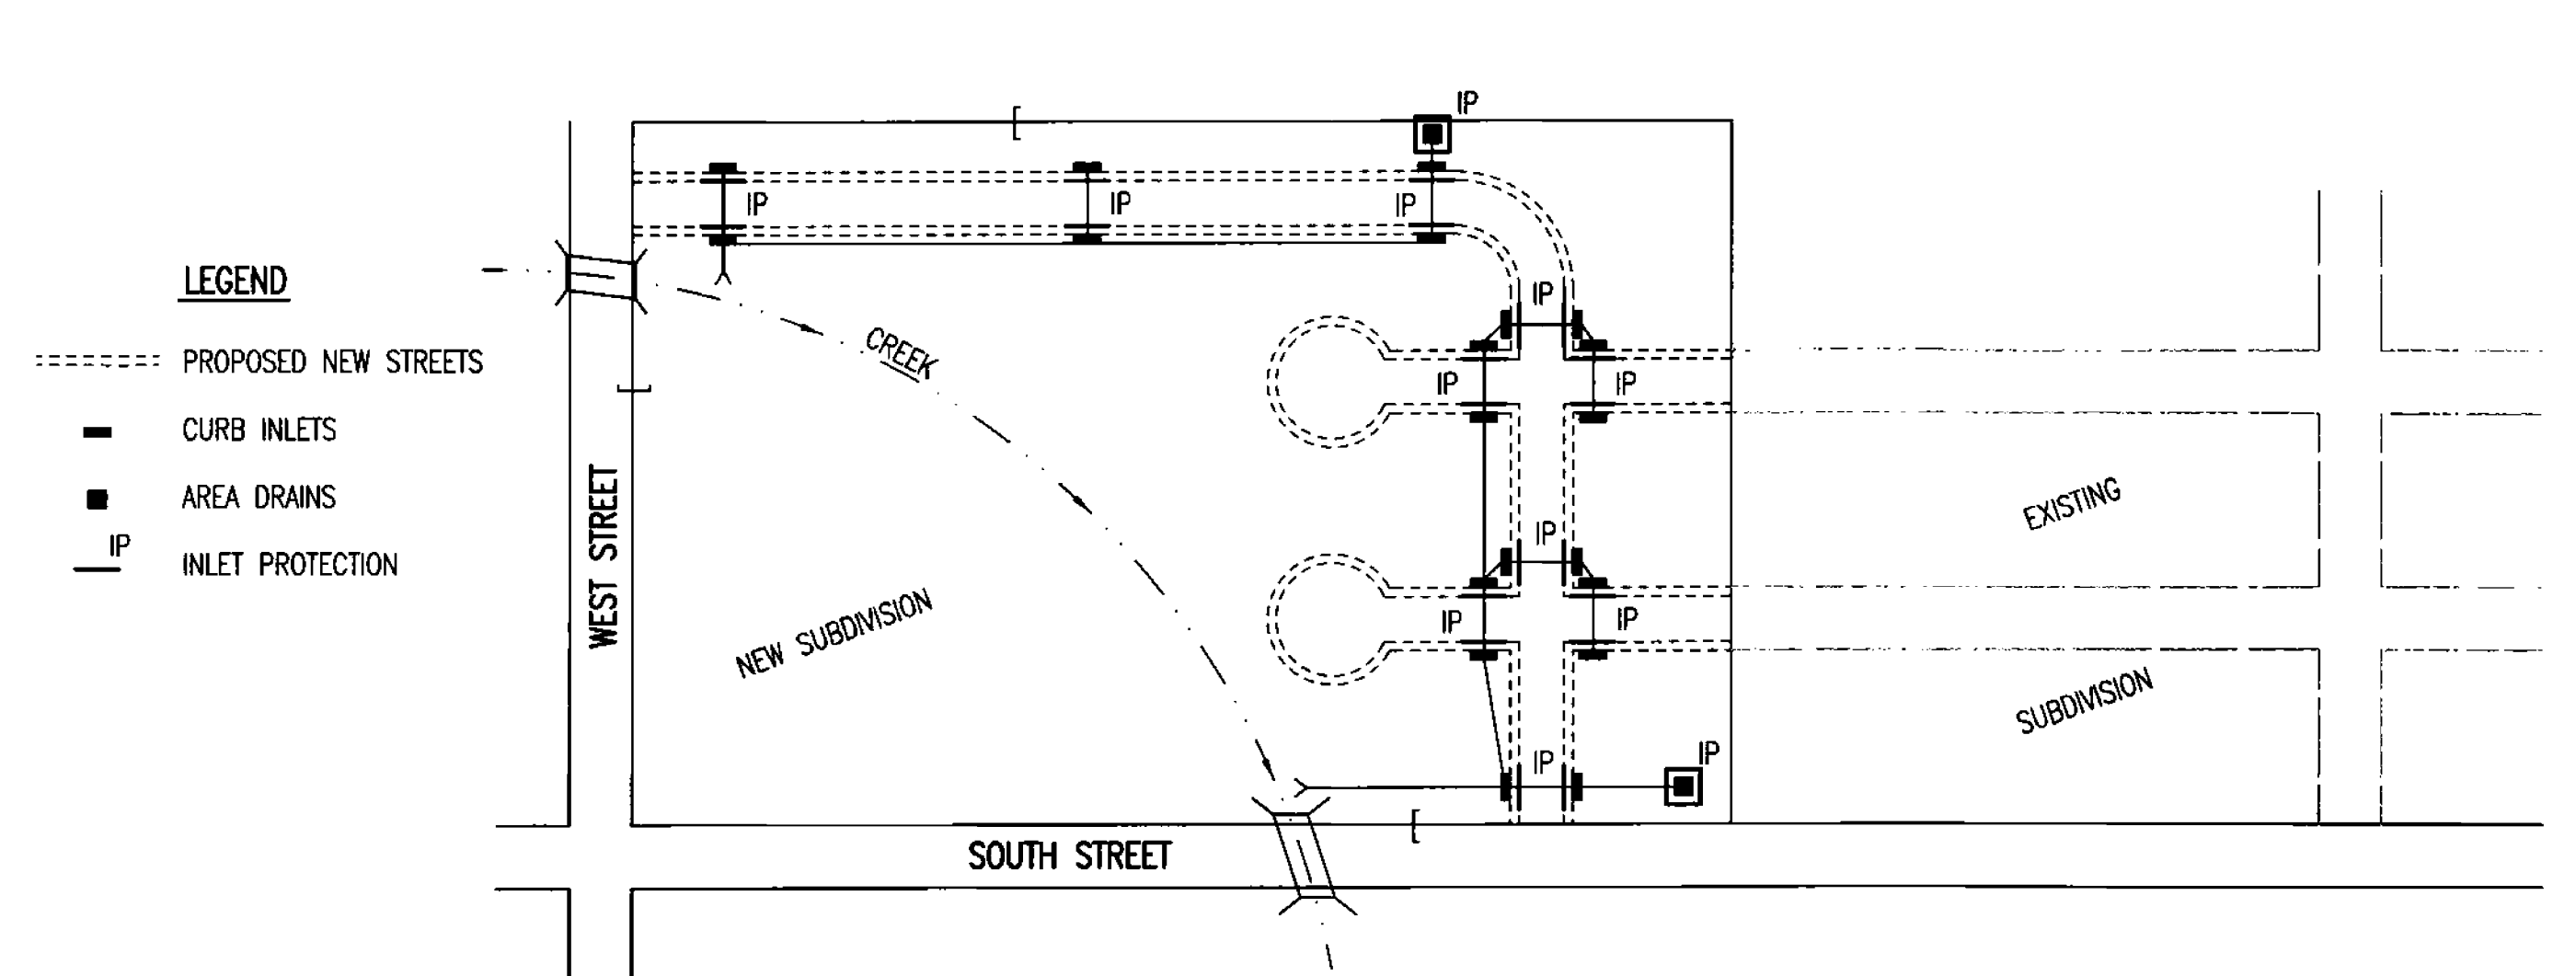 LEGEND
PROPOSED NEW STREETS
CURB INLETS
AREA DRAINS
IP
INLET PROTECTION
WEST STREET
SOUTH STREET
CREEK
NEW SUBDIVISION
EXISTING
SUBDIVISION
IP
IP
IP
IP
IP
IP
IP
IP
IP
IP
IP
IP